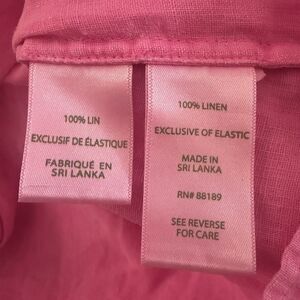 100% LIN
EXCLUSIF DE ÉLASTIQUE
FABRIQUÉ EN
SRI LANKA
100% LINEN
EXCLUSIVE OF ELASTIC
MADE IN
SRI LANKA
RN# 88189
SEE REVERSE
FOR CARE